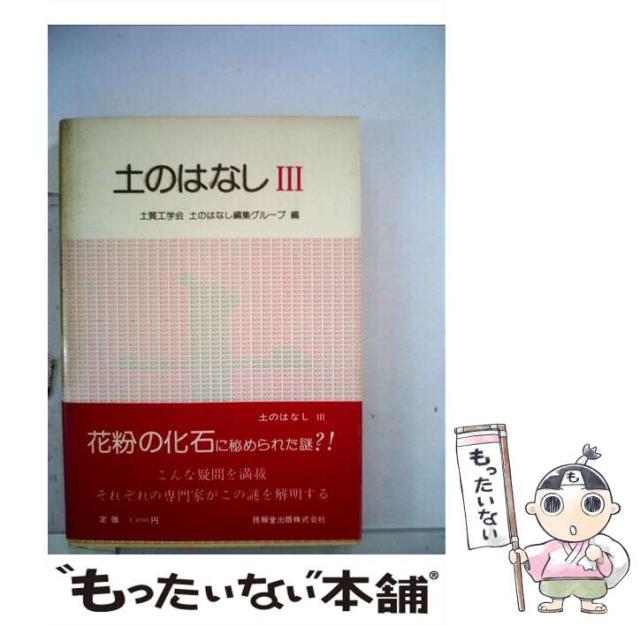 土のはなし III
土質工学会 土のはなし編集グループ 編
土のはなし III
花粉の化石に秘められた謎?!
こんな疑問を満載
それぞれの専門家がこの謎を解明する
定価 1,200円 技報堂出版株式会社
もったいない
"もったいない"本舗®